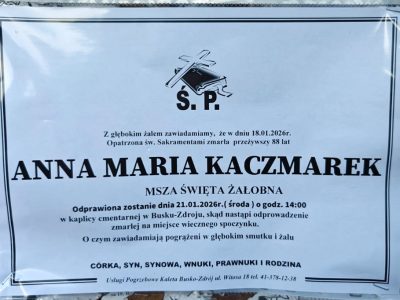 Ś. P.
Z głębokim żalem zawiadamiamy, że w dniu 18.01.2026r.
Opatrzona św. Sakramentami zmarła przeżywszy 88 lat
ANNA MARIA KACZMAREK
MSZA ŚWIĘTA ŻAŁOBNA
Odprawiona zostanie dnia 21.01.2026r.( środa ) o godz. 14:00
w kaplicy cmentarnej w Busku-Zdroju, skąd nastąpi odprowadzenie
zmarłej na miejsce wiecznego spoczynku.
O czym zawiadamiają pogrążeni w głębokim smutku i żalu
CÓRKA, SYN, SYNOWA, WNUKI, PRAWNUKI I RODZINA
Usługi Pogrzebowe Kaleta Busko-Zdrój ul. Witosa 18 tel. 41-378-12-38